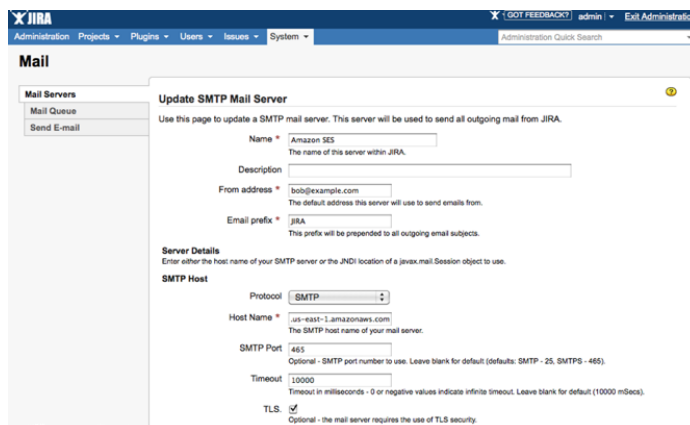 JIRA
GOT FEEDBACK? admin Exit Administratio
Administration Projects Plugins Users Issues System
Administration Quick Search
Mail
Mail Servers
Mail Queue
Send E-mail
Update SMTP Mail Server
Use this page to update a SMTP mail server. This server will be used to send all outgoing mail from JIRA.
Name * Amazon SES
The name of this server within JIRA.
Description
From address * bob@example.com
The default address this server will use to send emails from.
Email prefix * JIRA
This prefix will be prepended to all outgoing email subjects.
Server Details
Enter either the host name of your SMTP server or the JNDI location of a javax.mail.Session object to use.
SMTP Host
Protocol SMTP
Host Name * .us-east-1.amazonaws.com
The SMTP host name of your mail server.
SMTP Port 465
Optional - SMTP port number to use. Leave blank for default (defaults: SMTP - 25, SMTPS - 465).
Timeout 10000
Timeout in milliseconds - 0 or negative values indicate infinite timeout. Leave blank for default (10000 mSecs).
TLS.
Optional - the mail server requires the use of TLS security.